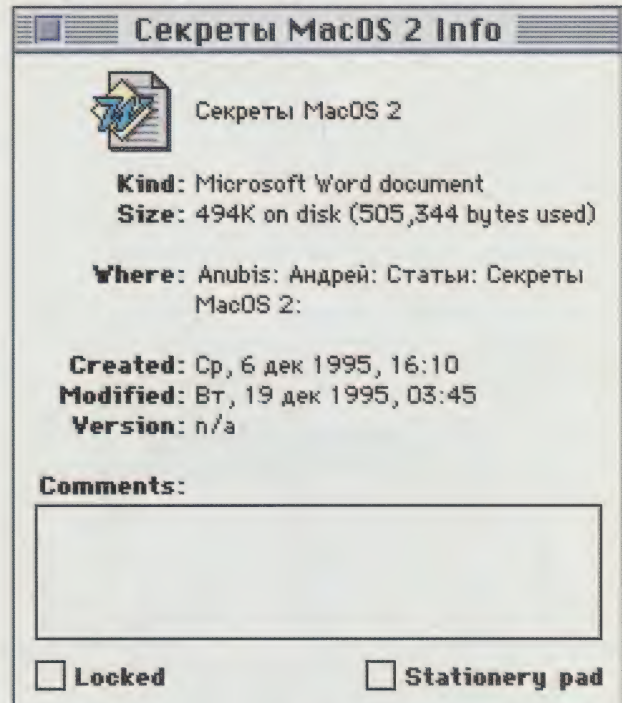 Секреты MacOS 2 Info
Секреты MacOS 2
Kind: Microsoft Word document
Size: 494K on disk (505,344 bytes used)
Where: Anubis: Андрей: Статьи: Секреты
MacOS 2:
Created: Ср, 6 дек 1995, 16:10
Modified: Вт, 19 дек 1995, 03:45
Version: n/a
Comments:
Locked
Stationery pad